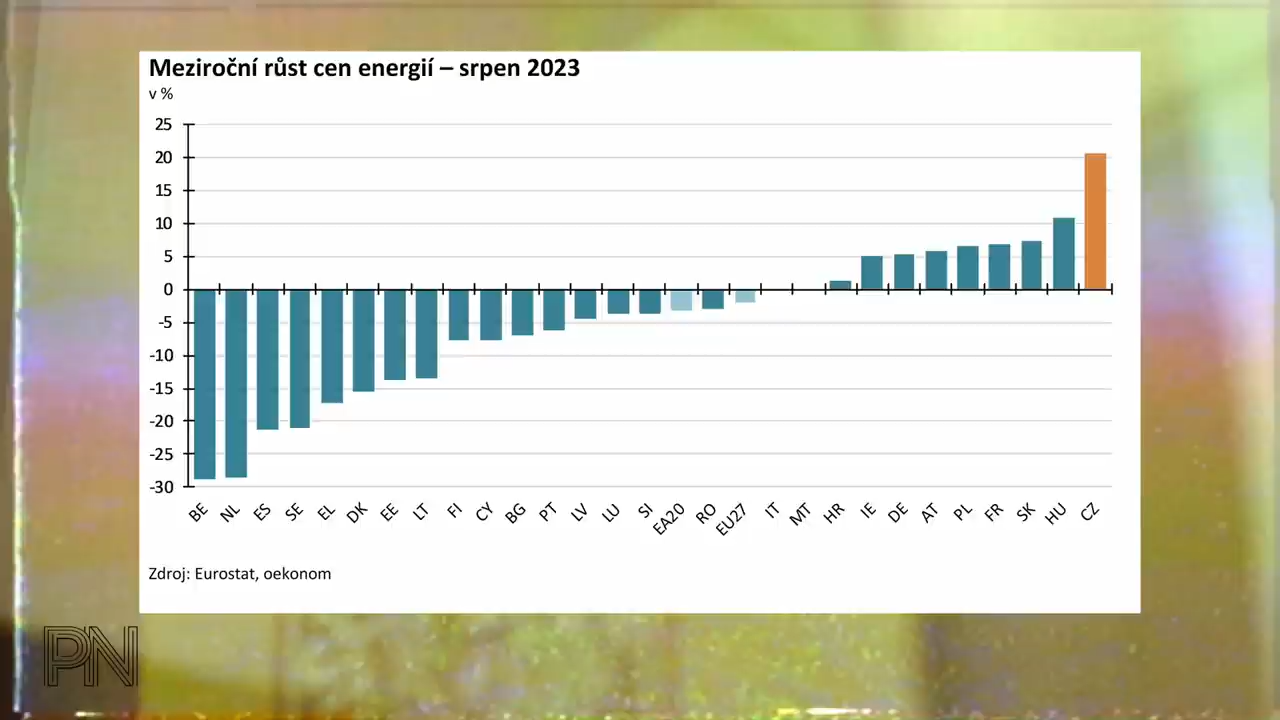 Meziroční růst cen energií – srpen 2023
v %
25
20
15
10
5
0
-5
-10
-15
-20
-25
-30
BE NL ES SE EL DK EE LT FI CY BG PT LV LU SI EA20 RO EU27 IT MT HR IE DE AT PL FR SK HU CZ
Zdroj: Eurostat, oekonom
PN